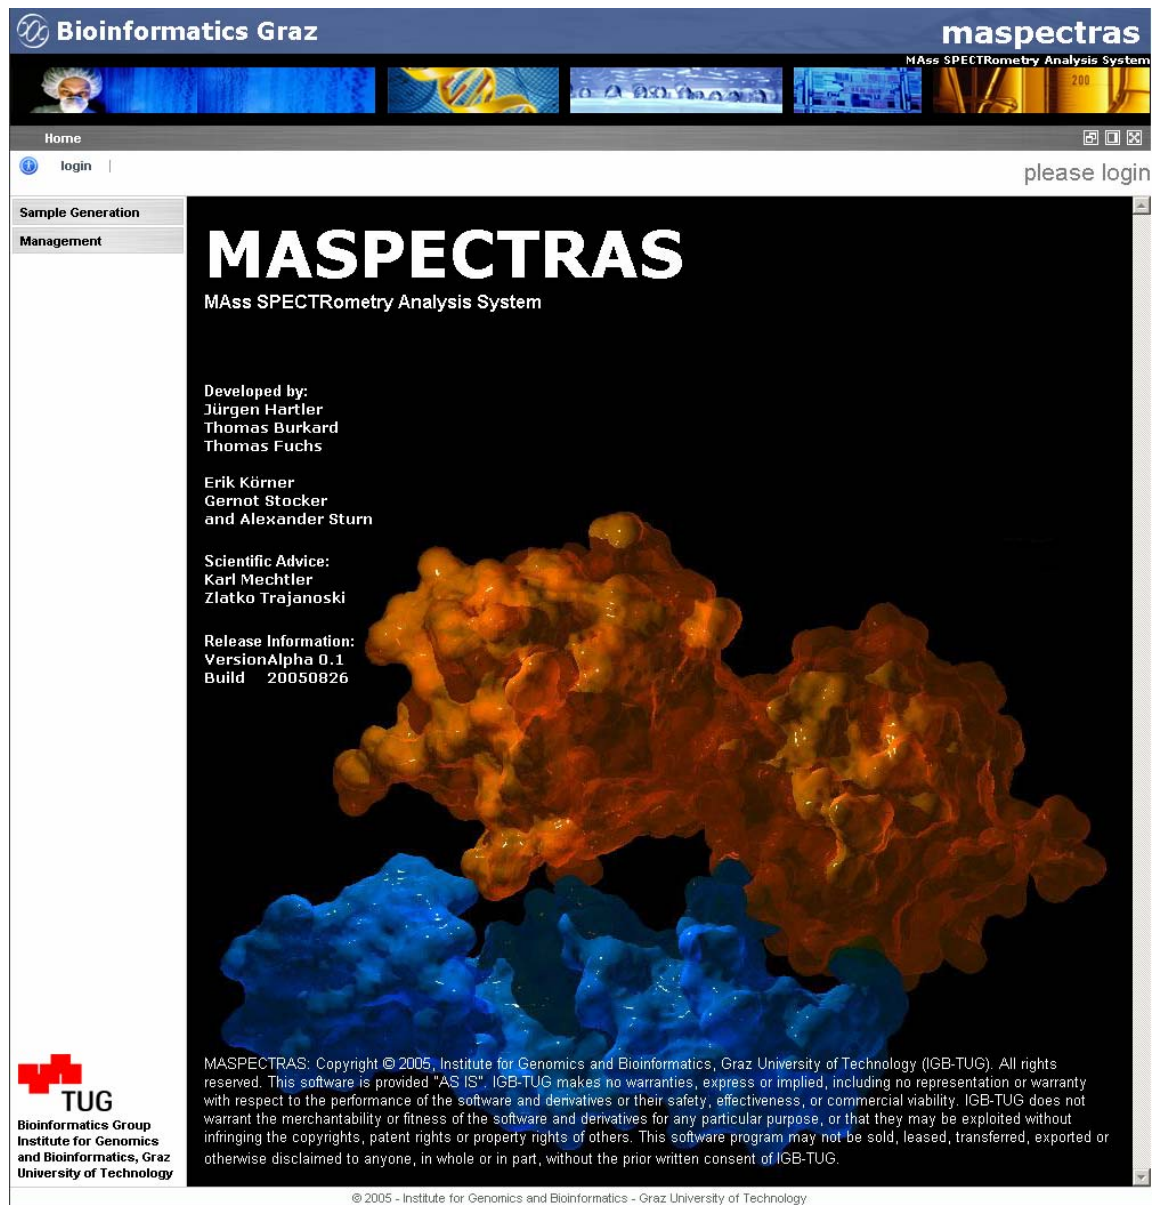 Bioinformatics Graz
maspectras
MAss SPECTRometry Analysis System
200
Home
login
please login
Sample Generation
Management
MASPECTRAS
MAss SPECTRometry Analysis System
Developed by:
Jürgen Hartler
Thomas Burkard
Thomas Fuchs
Erik Körner
Gernot Stocker
and Alexander Sturn
Scientific Advice:
Karl Mechtler
Zlatko Trajanoski
Release Information:
VersionAlpha 0.1
Build 20050826
MASPECTRAS: Copyright © 2005, Institute for Genomics and Bioinformatics, Graz University of Technology (IGB-TUG). All rights
reserved. This software is provided "AS IS". IGB-TUG makes no warranties, express or implied, including no representation or warranty
with respect to the performance of the software and derivatives or their safety, effectiveness, or commercial viability. IGB-TUG does not
warrant the merchantability or fitness of the software and derivatives for any particular purpose, or that they may be exploited without
infringing the copyrights, patent rights or property rights of others. This software program may not be sold, leased, transferred, exported or
otherwise disclaimed to anyone, in whole or in part, without the prior written consent of IGB-TUG.
TUG
Bioinformatics Group
Institute for Genomics
and Bioinformatics, Graz
University of Technology
© 2005 - Institute for Genomics and Bioinformatics - Graz University of Technology